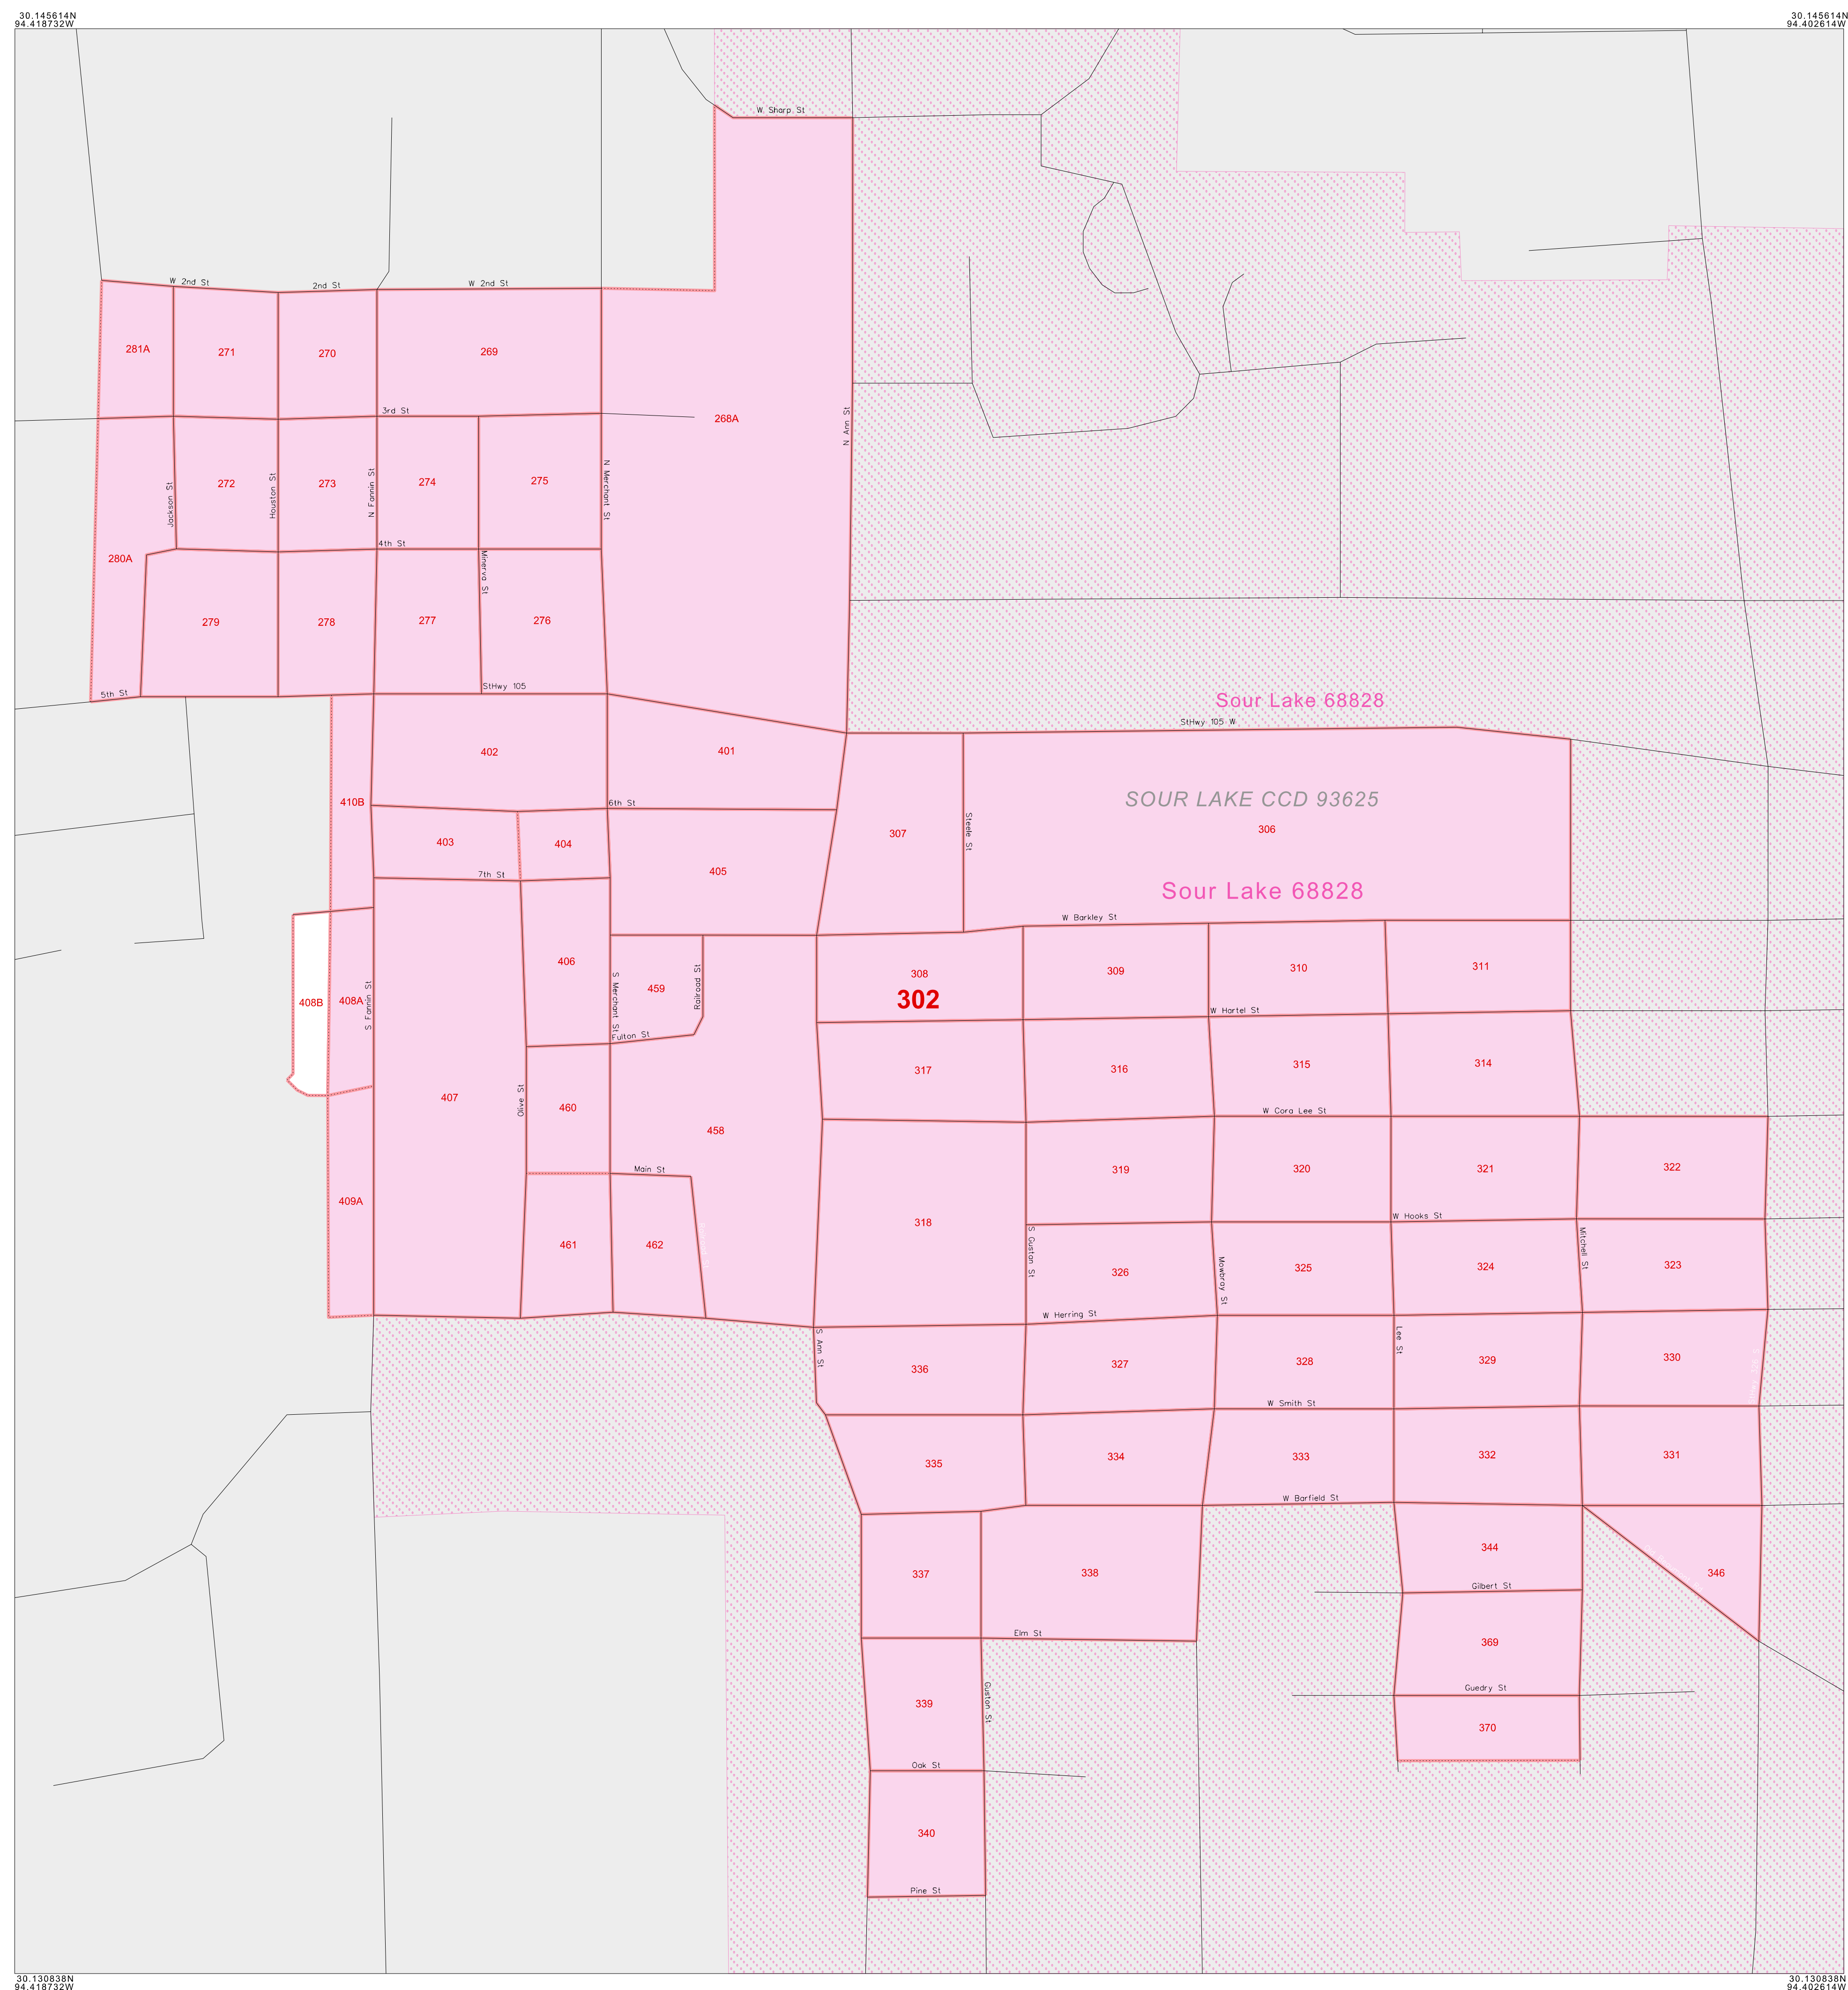 30.145614N
94.418732W
30.145614N
94.402614W
W. Sharp St
W 2nd St
2nd St
W 2nd St
281A
271
270
269
3rd St
268A
N Ann St
Jackson St
272
Houston St
273
N Fannin St
274
275
N Merchant St
4th St
280A
Minerva St
279
278
277
276
5th St
StHwy 105
Sour Lake 68828
StHwy 105 W
402
401
410B
6th St
SOUR LAKE CCD 93625
403
404
307
Steele St
306
7th St
405
Sour Lake 68828
W Barkley St
406
459
Railroad St
308
309
310
311
408B
408A
S Fannin St
S Merchant St
302
W Hartel St
Fulton St
317
316
315
314
407
Olive St
460
W Cora Lee St
458
Main St
319
320
321
322
409A
318
W Hooks St
461
462
S Guston St
326
Mowbray St
325
324
Mitchell St
323
W Herring St
S Ann St
336
327
328
Lee St
329
330
W Smith St
335
334
333
332
331
W Barfield St
337
338
344
346
Gilbert St
Elm St
369
339
Guston St
Guedry St
370
Oak St
340
Pine St
30.130838N
94.418732W
30.130838N
94.402614W